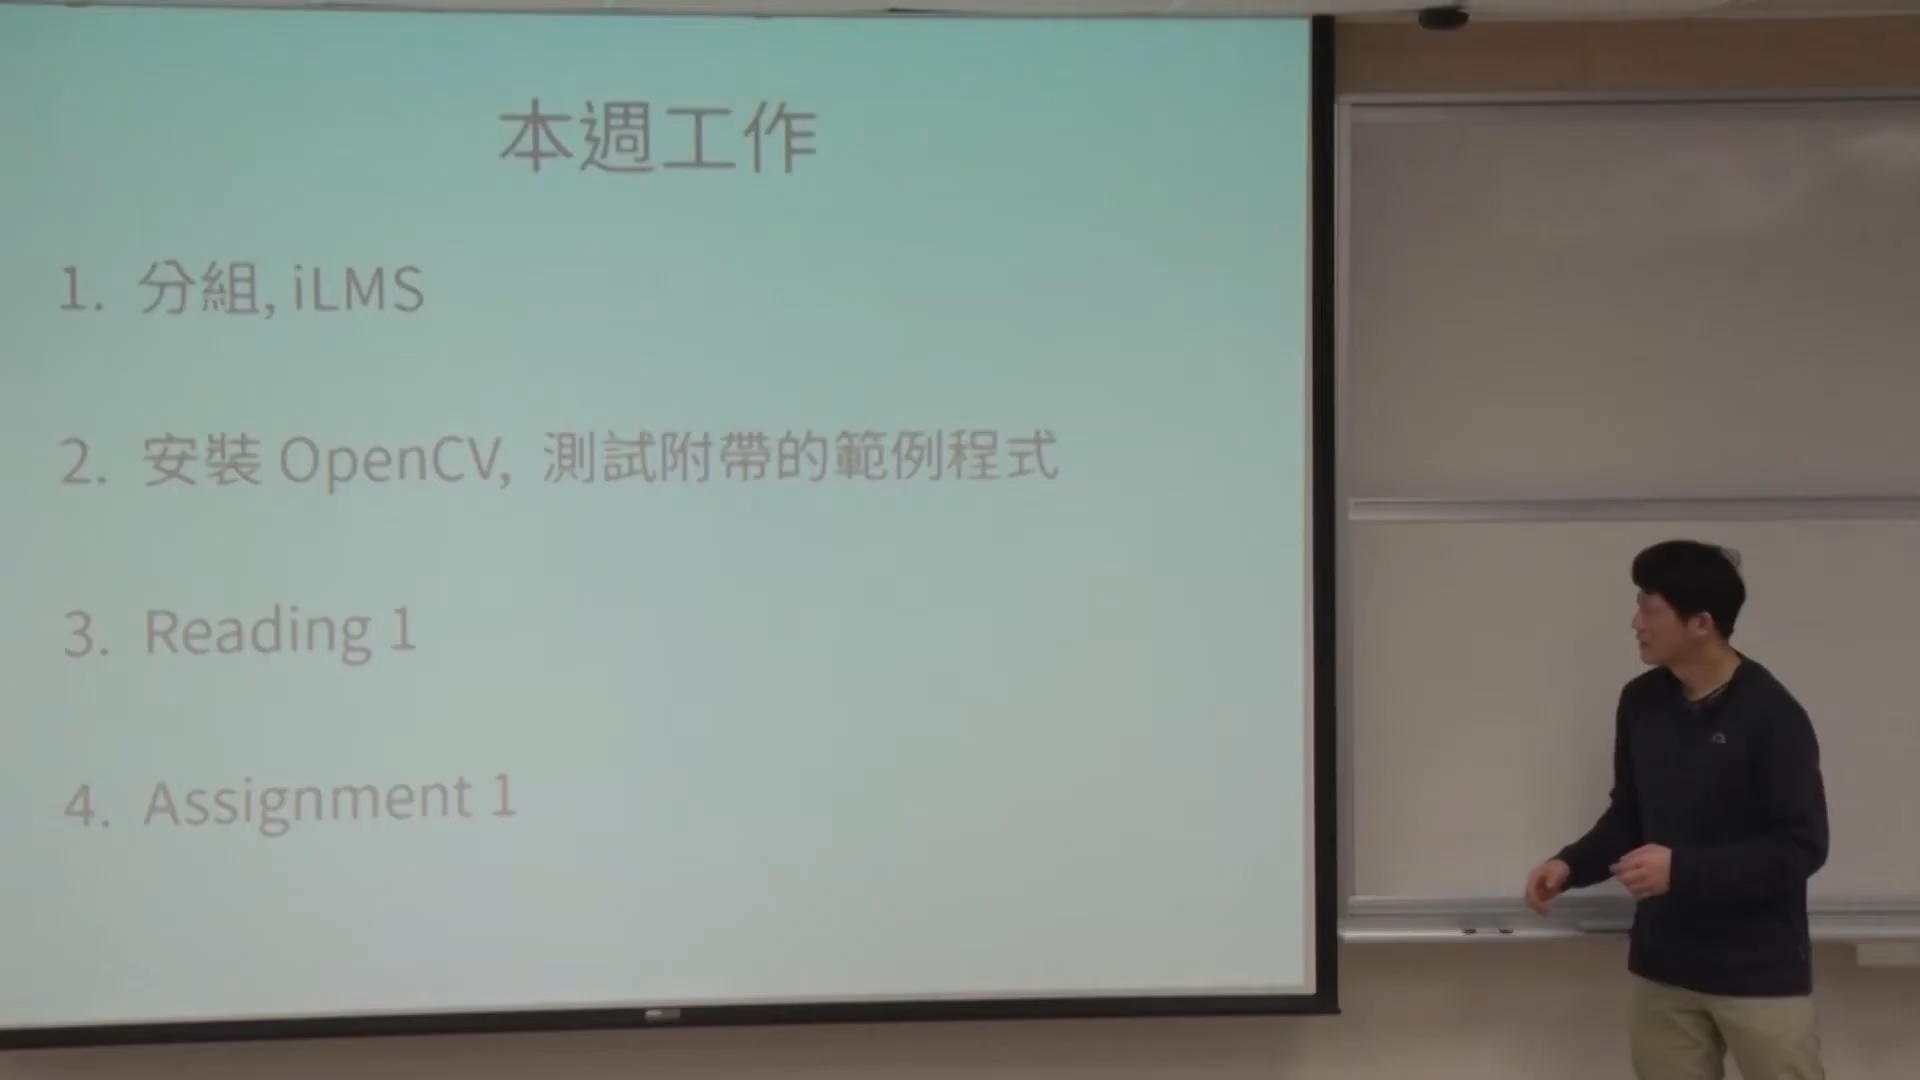 本週工作
1. 分組, iLMS
2. 安裝 OpenCV, 測試附帶的範例程式
3. Reading 1
4. Assignment 1